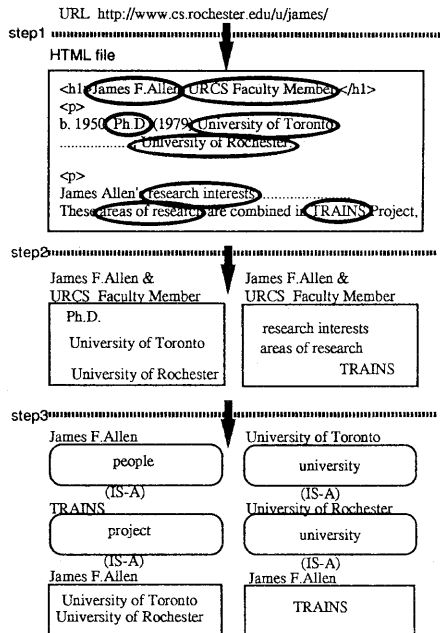 URL http://www.cs.rochester.edu/u/james/
step1
HTML file
<h1>James F.Allen URCS Faculty Member </h1>
<p>
b. 1950 Ph.D. (1979) University of Toronto
.................... University of Rochester.
<p>
James Allen' research interests ....................
These areas of research are combined in TRAINS Project,
step2
James F.Allen &
URCS Faculty Member
Ph.D.
University of Toronto
University of Rochester
James F.Allen &
URCS Faculty Member
research interests
areas of research
TRAINS
step3
James F.Allen
people
(IS-A)
University of Toronto
university
(IS-A)
TRAINS
project
(IS-A)
University of Rochester
university
(IS-A)
James F.Allen
University of Toronto
University of Rochester
James F.Allen
TRAINS